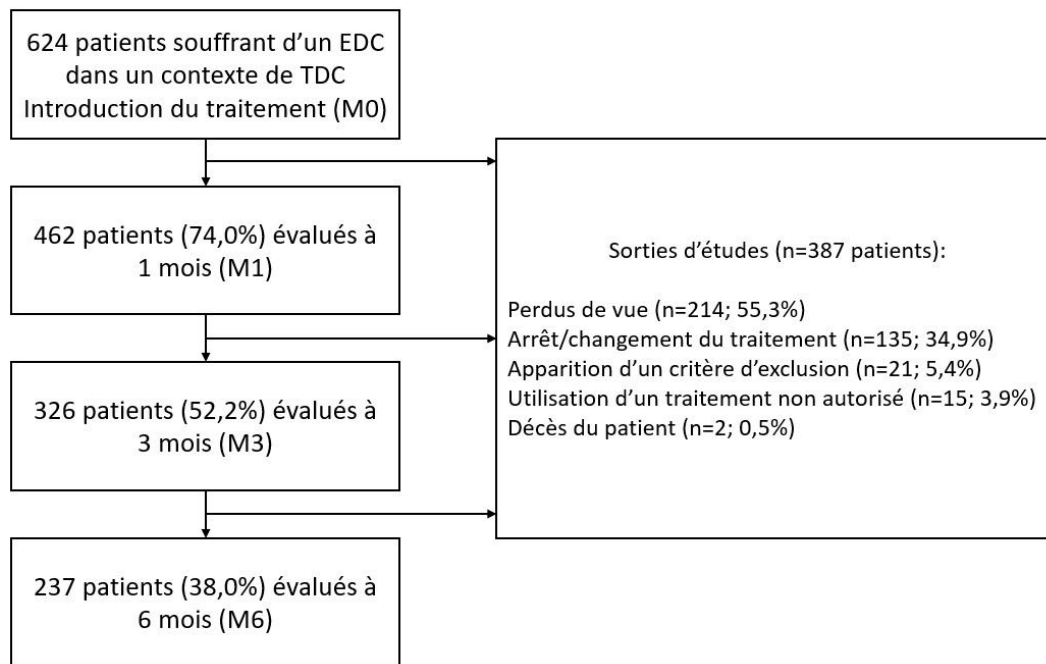 624 patients souffrant d’un EDC
dans un contexte de TDC
Introduction du traitement (M0)
462 patients (74,0%) évalués à
1 mois (M1)
326 patients (52,2%) évalués à
3 mois (M3)
237 patients (38,0%) évalués à
6 mois (M6)
Sorties d’études (n=387 patients):
Perdus de vue (n=214; 55,3%)
Arrêt/changement du traitement (n=135; 34,9%)
Apparition d’un critère d’exclusion (n=21; 5,4%)
Utilisation d’un traitement non autorisé (n=15; 3,9%)
Décès du patient (n=2; 0,5%)